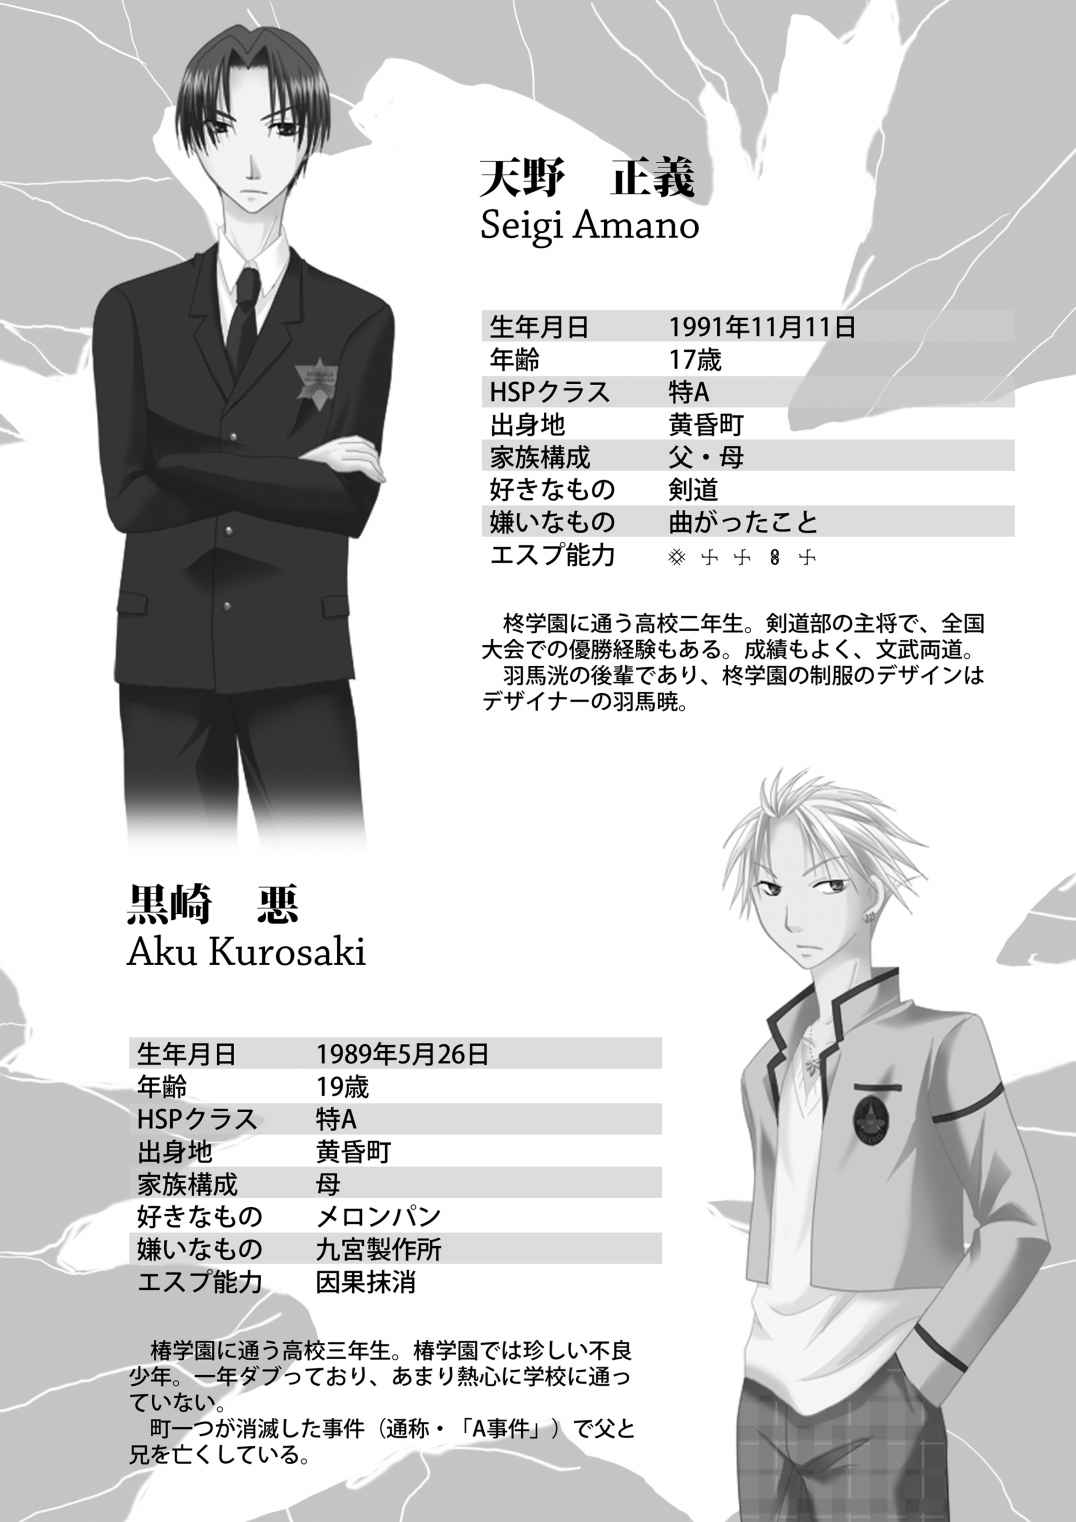 天野　正義
Seigi Amano
生年月日　1991年11月11日
年齢　17歳
HSPクラス　特A
出身地　黄昏町
家族構成　父・母
好きなもの　剣道
嫌いなもの　曲がったこと
エスプ能力
　柊学園に通う高校二年生。剣道部の主将で、全国
大会での優勝経験もある。成績もよく、文武両道。
　羽馬洸の後輩であり、柊学園の制服のデザインは
デザイナーの羽馬暁。
黒崎　悪
Aku Kurosaki
生年月日　1989年5月26日
年齢　19歳
HSPクラス　特A
出身地　黄昏町
家族構成　母
好きなもの　メロンパン
嫌いなもの　九宮製作所
エスプ能力　因果抹消
　椿学園に通う高校三年生。椿学園では珍しい不良
少年。一年ダブっており、あまり熱心に学校に通っ
ていない。
　町一つが消滅した事件（通称・「A事件」）で父と
兄を亡くしている。